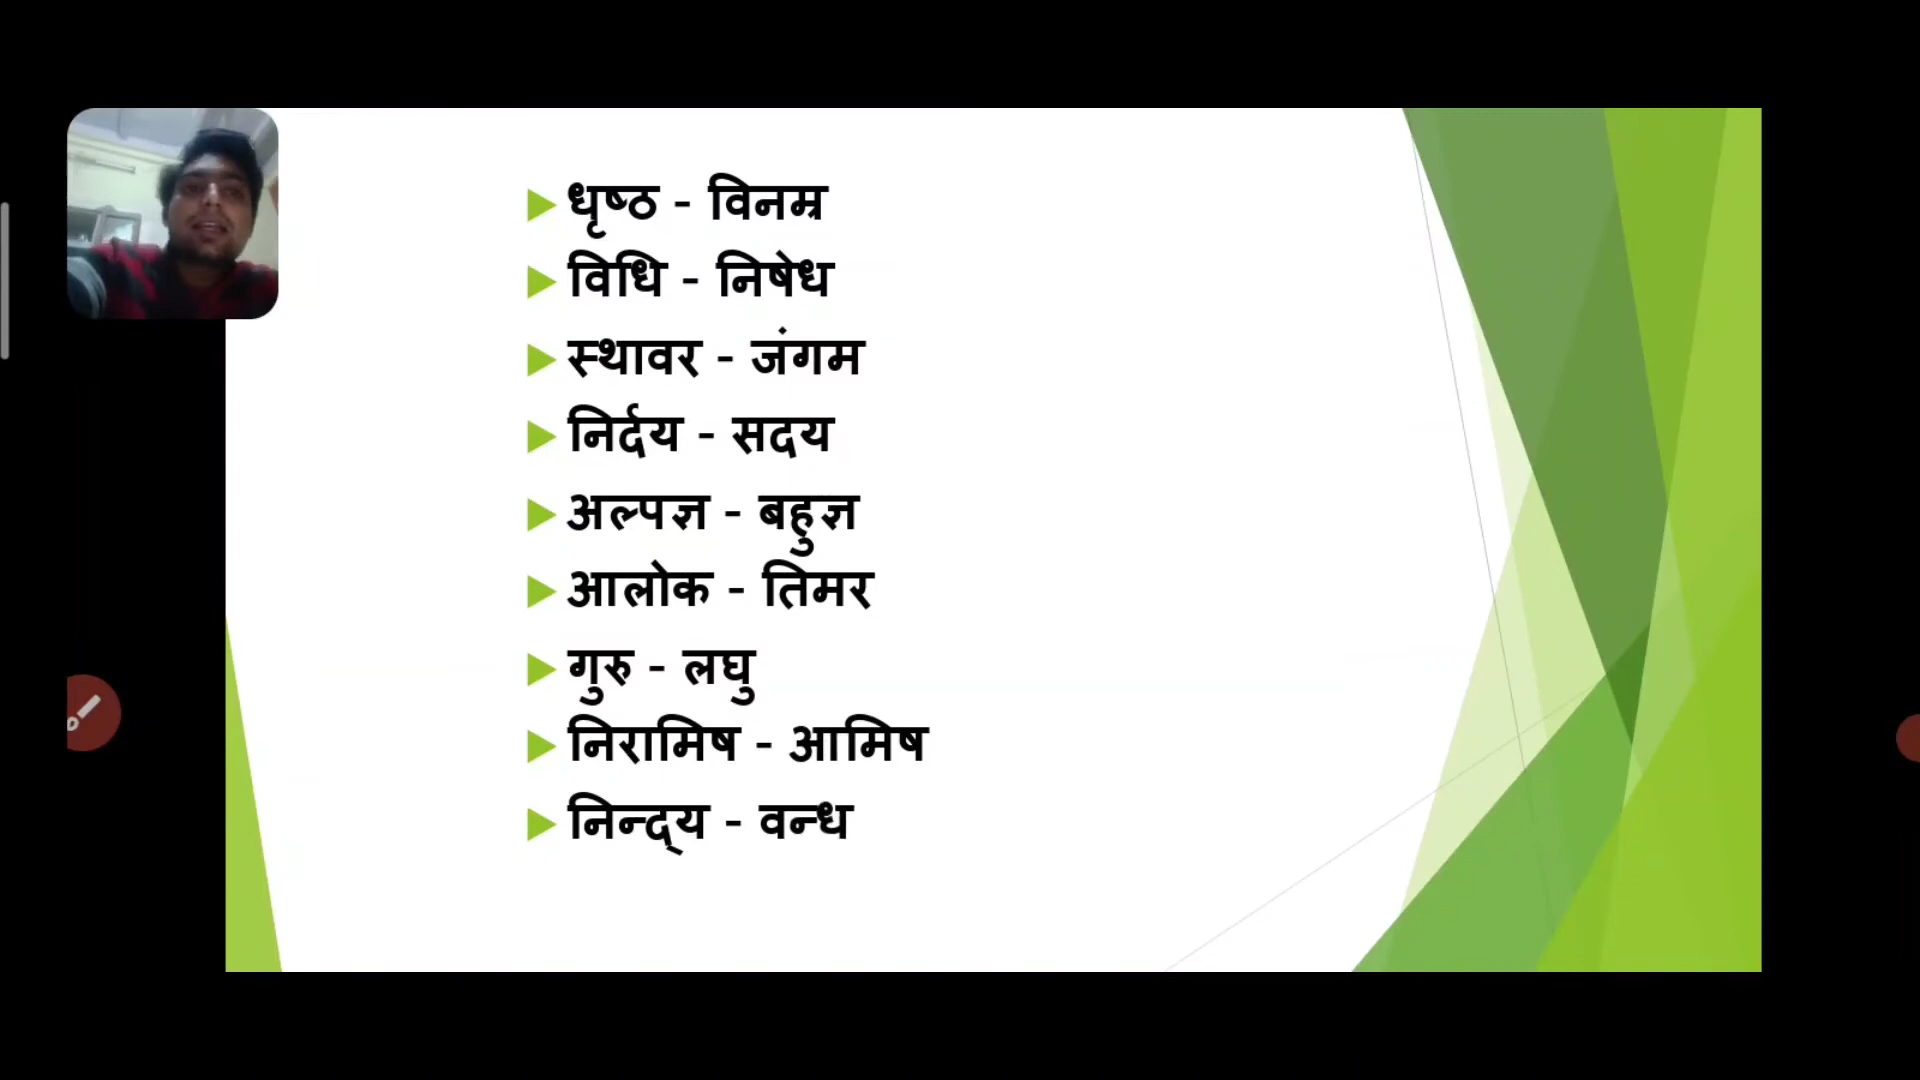 धृष्ठ - विनम्र
विधि - निषेध
स्थावर - जंगम
निर्दय - सदय
अल्पज्ञ - बहुज्ञ
आलोक - तिमर
गुरु - लघु
निरामिष - आमिष
निन्द्‌य - वन्ध